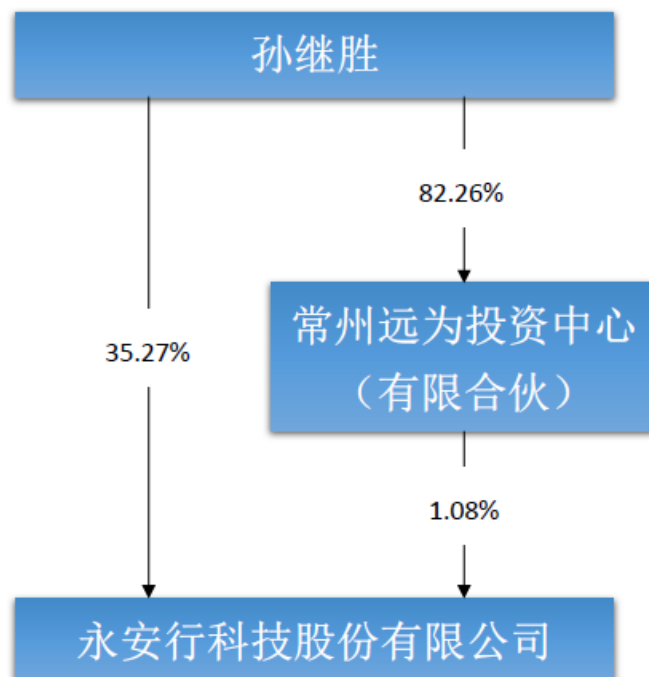 孙继胜
82.26%
常州远为投资中心
（有限合伙）
35.27%
1.08%
永安行科技股份有限公司